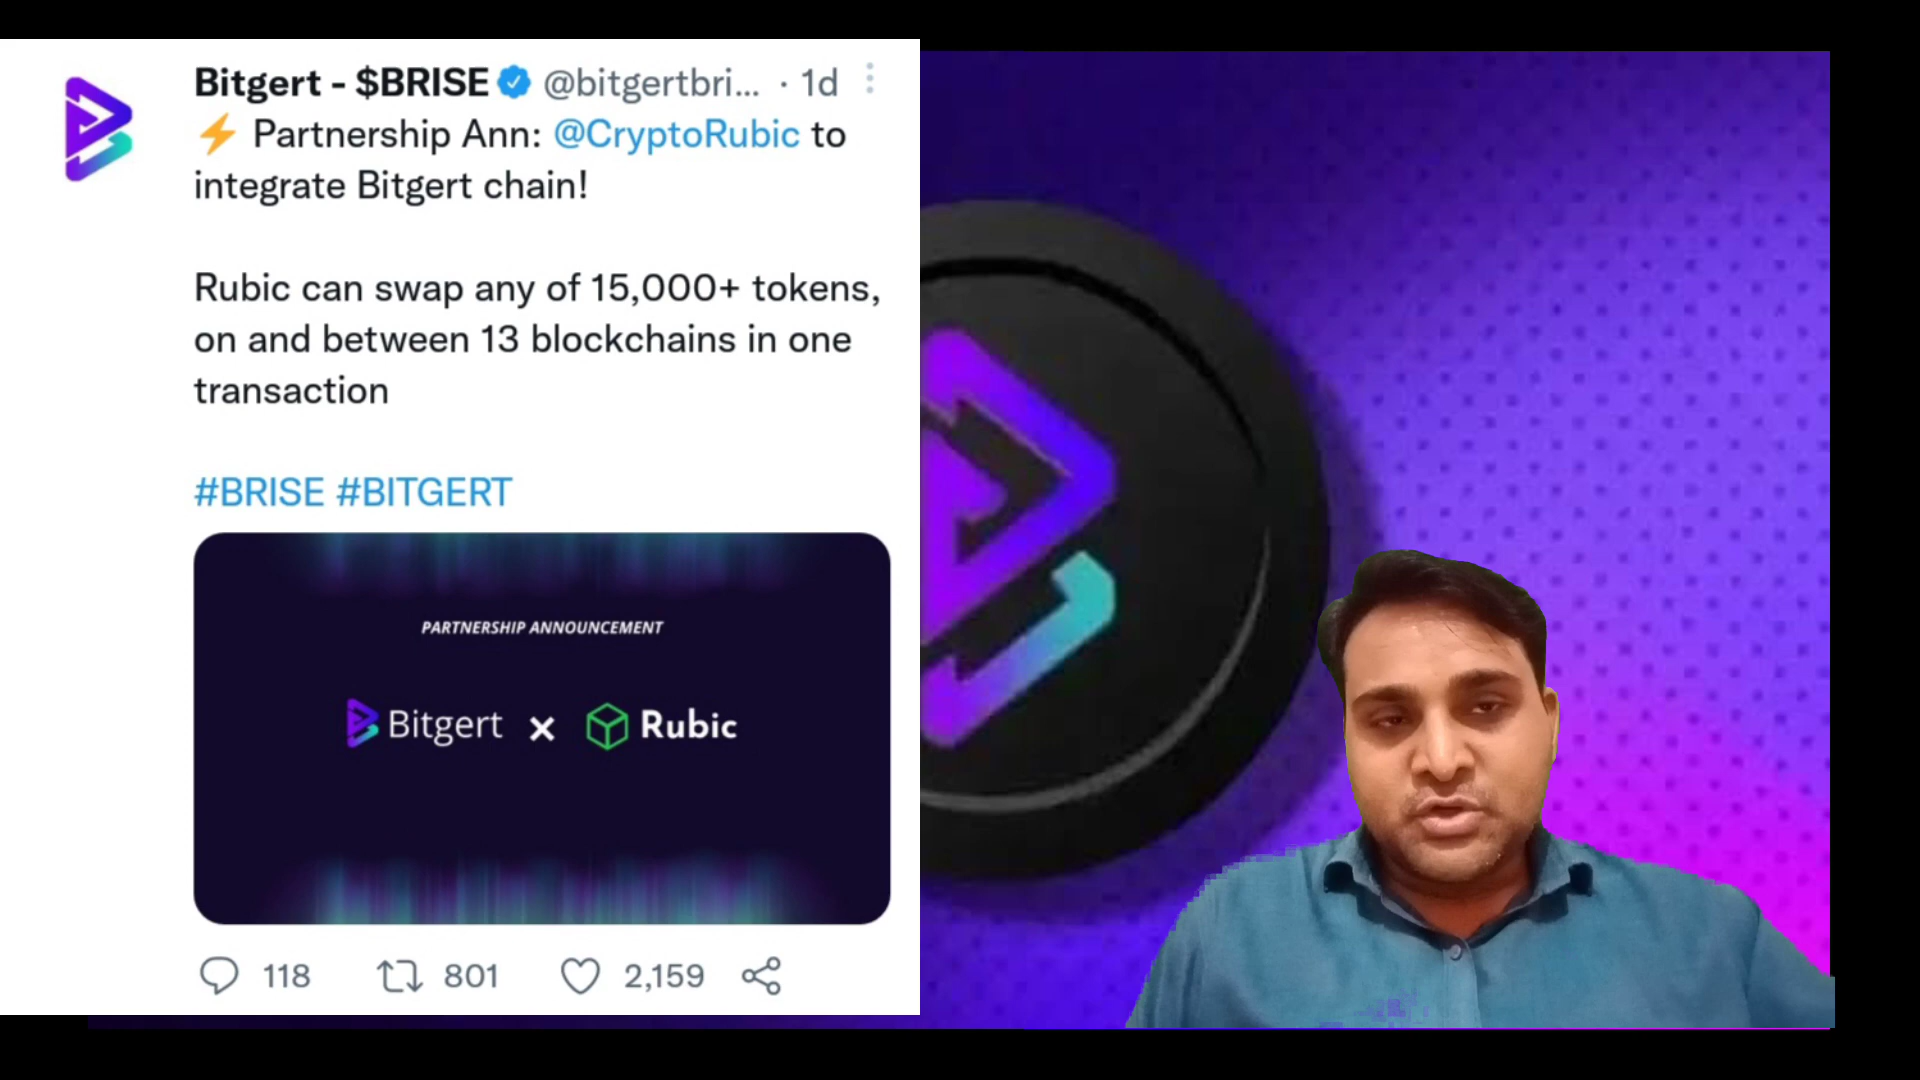 Bitgert - $BRISE @bitgertbri... · 1d
⚡ Partnership Ann: @CryptoRubic to
integrate Bitgert chain!
Rubic can swap any of 15,000+ tokens,
on and between 13 blockchains in one
transaction
#BRISE #BITGERT
PARTNERSHIP ANNOUNCEMENT
Bitgert x Rubic
118 801 2,159